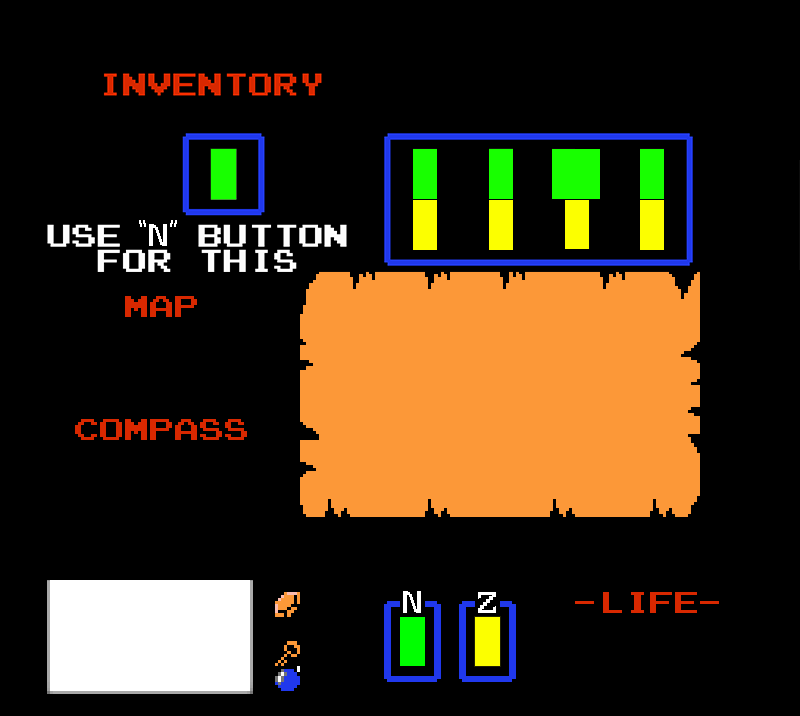 INVENTORY
USE "N" BUTTON
FOR THIS
MAP
COMPASS
N
Z
-LIFE-